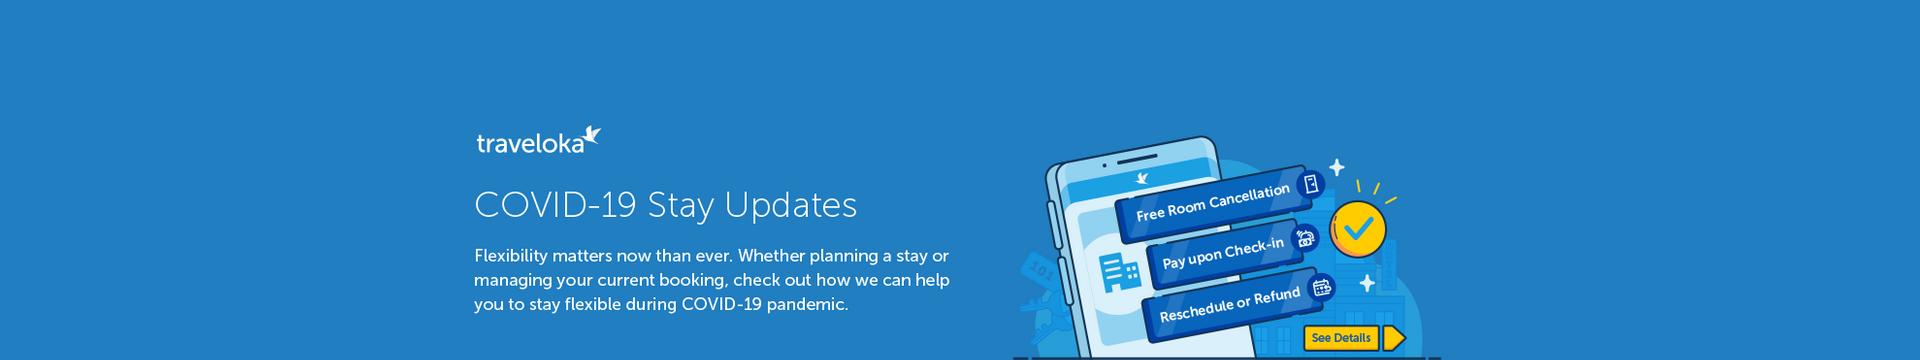 traveloka
COVID-19 Stay Updates
Flexibility matters now than ever. Whether planning a stay or
managing your current booking, check out how we can help
you to stay flexible during COVID-19 pandemic.
Free Room Cancellation
Pay upon Check-in
Reschedule or Refund
101
See Details